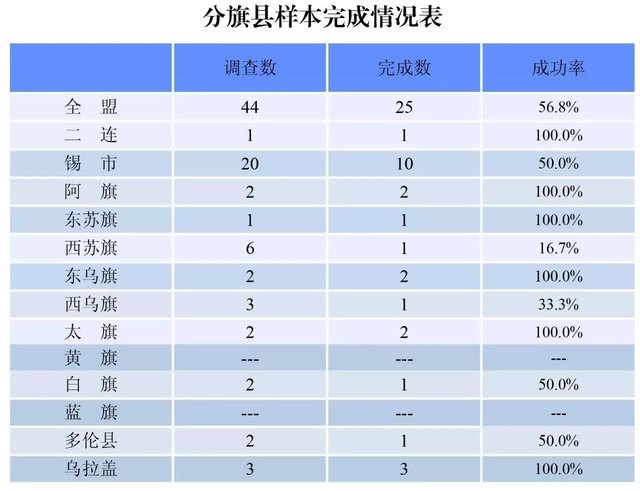 分旗县样本完成情况表
调查数 完成数 成功率
全 盟 44 25 56.8%
二 连 1 1 100.0%
锡 市 20 10 50.0%
阿 旗 2 2 100.0%
东苏旗 1 1 100.0%
西苏旗 6 1 16.7%
东乌旗 2 2 100.0%
西乌旗 3 1 33.3%
太 旗 2 2 100.0%
黄 旗 --- --- ---
白 旗 2 1 50.0%
蓝 旗 --- --- ---
多伦县 2 1 50.0%
乌拉盖 3 3 100.0%